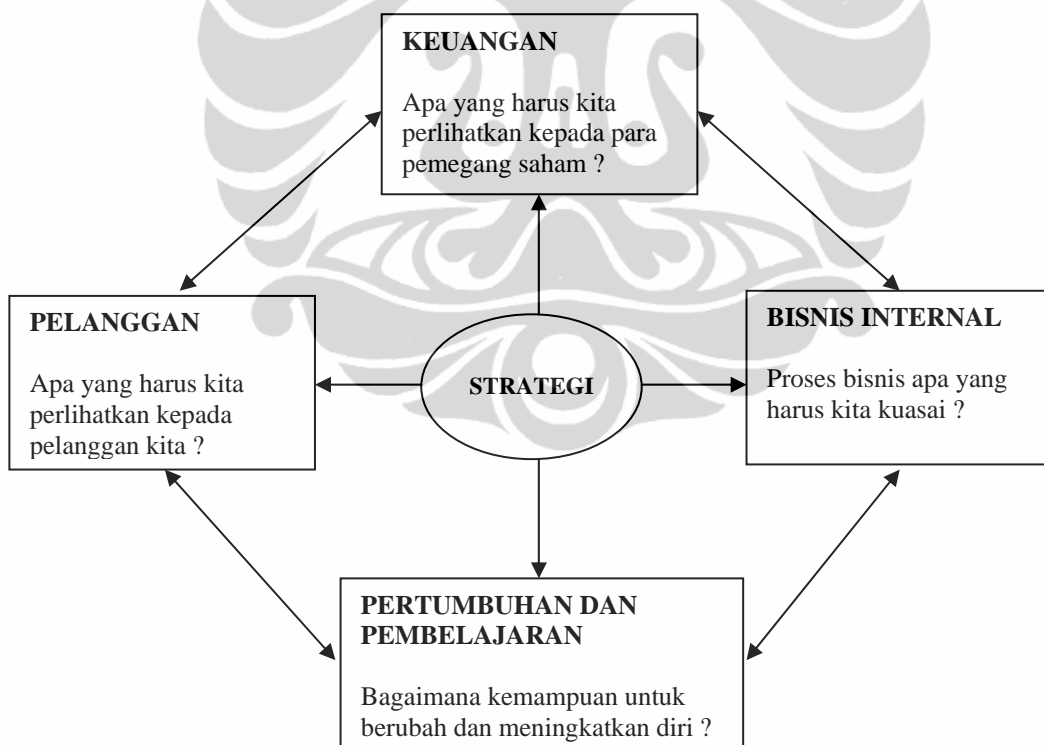 KEUANGAN
Apa yang harus kita
perlihatkan kepada para
pemegang saham ?
PELANGGAN
Apa yang harus kita
perlihatkan kepada
pelanggan kita ?
STRATEGI
BISNIS INTERNAL
Proses bisnis apa yang
harus kita kuasai ?
PERTUMBUHAN DAN
PEMBELAJARAN
Bagaimana kemampuan untuk
berubah dan meningkatkan diri ?